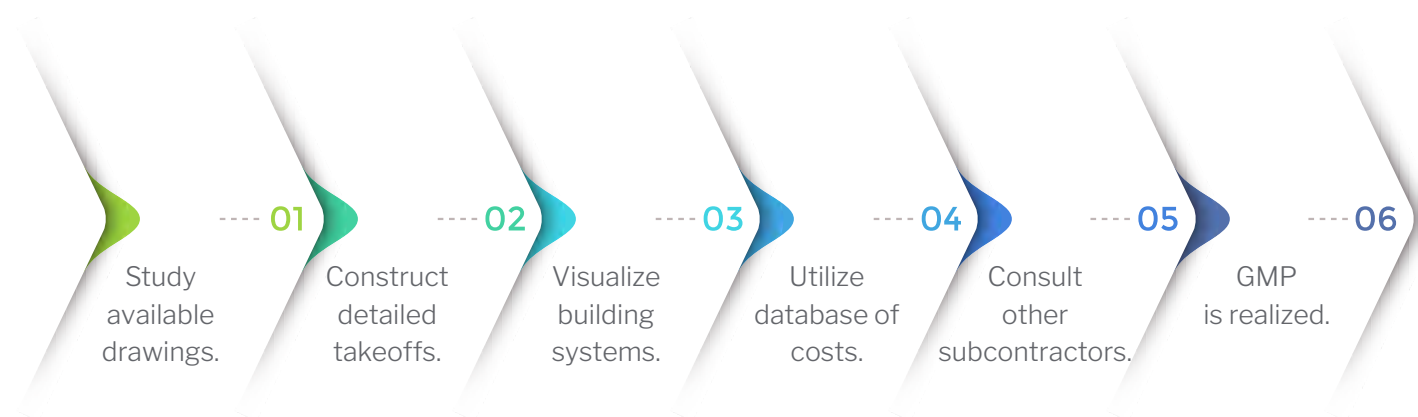 01
Study
available
drawings.
02
Construct
detailed
takeoffs.
03
Visualize
building
systems.
04
Utilize
database of
costs.
05
Consult
other
subcontractors.
06
GMP
is realized.